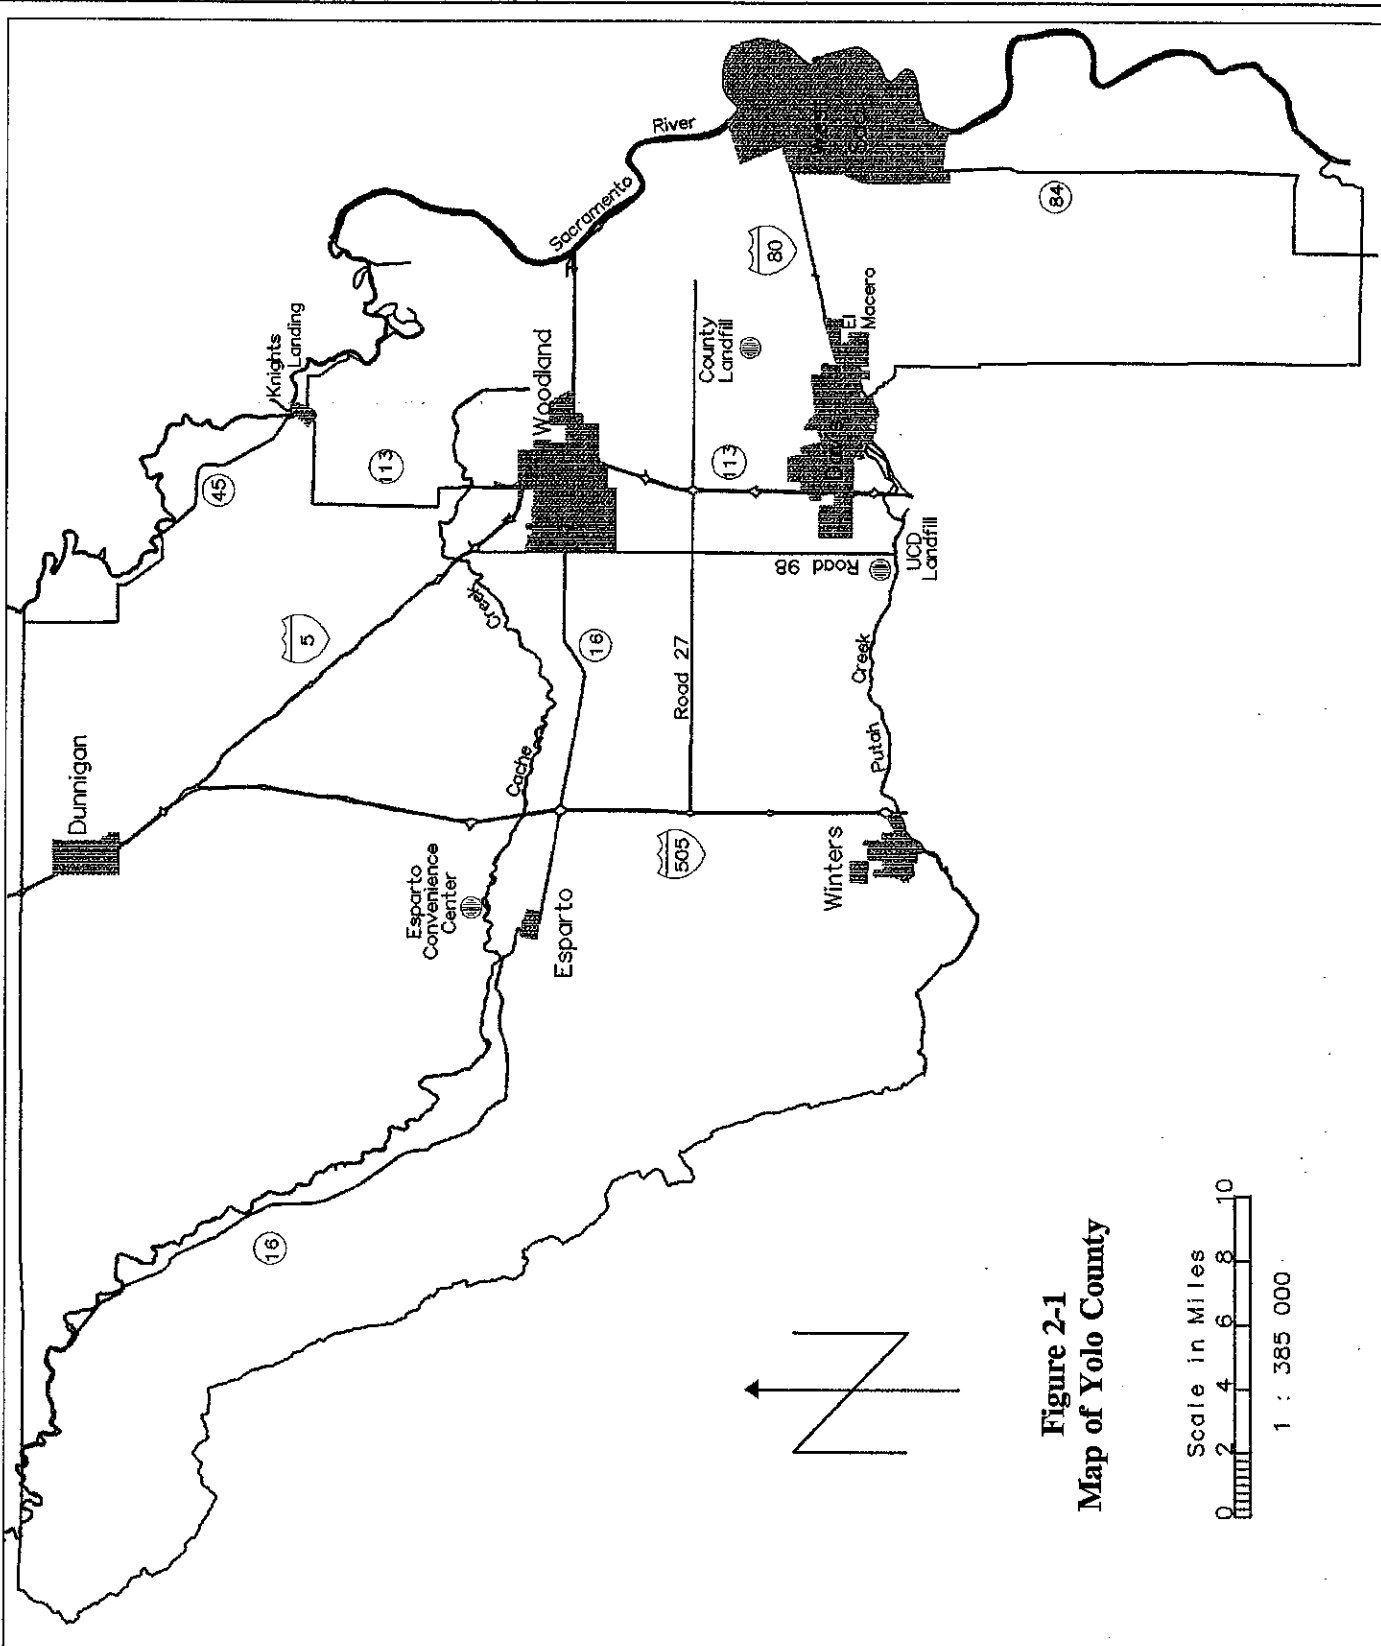 Dunnigan
5
45
Knights
Landing
113
Sacramento
River
Woodland
Creek
Cache
Esparto
Convenience
Center
Esparto
16
16
Road 27
505
County
Landfill
113
80
El
Macero
Davis
84
Road 98
UCD
Landfill
Putah
Creek
Winters
Figure 2-1
Map of Yolo County
Scale in Miles
0 2 4 6 8 10
1 : 385 000